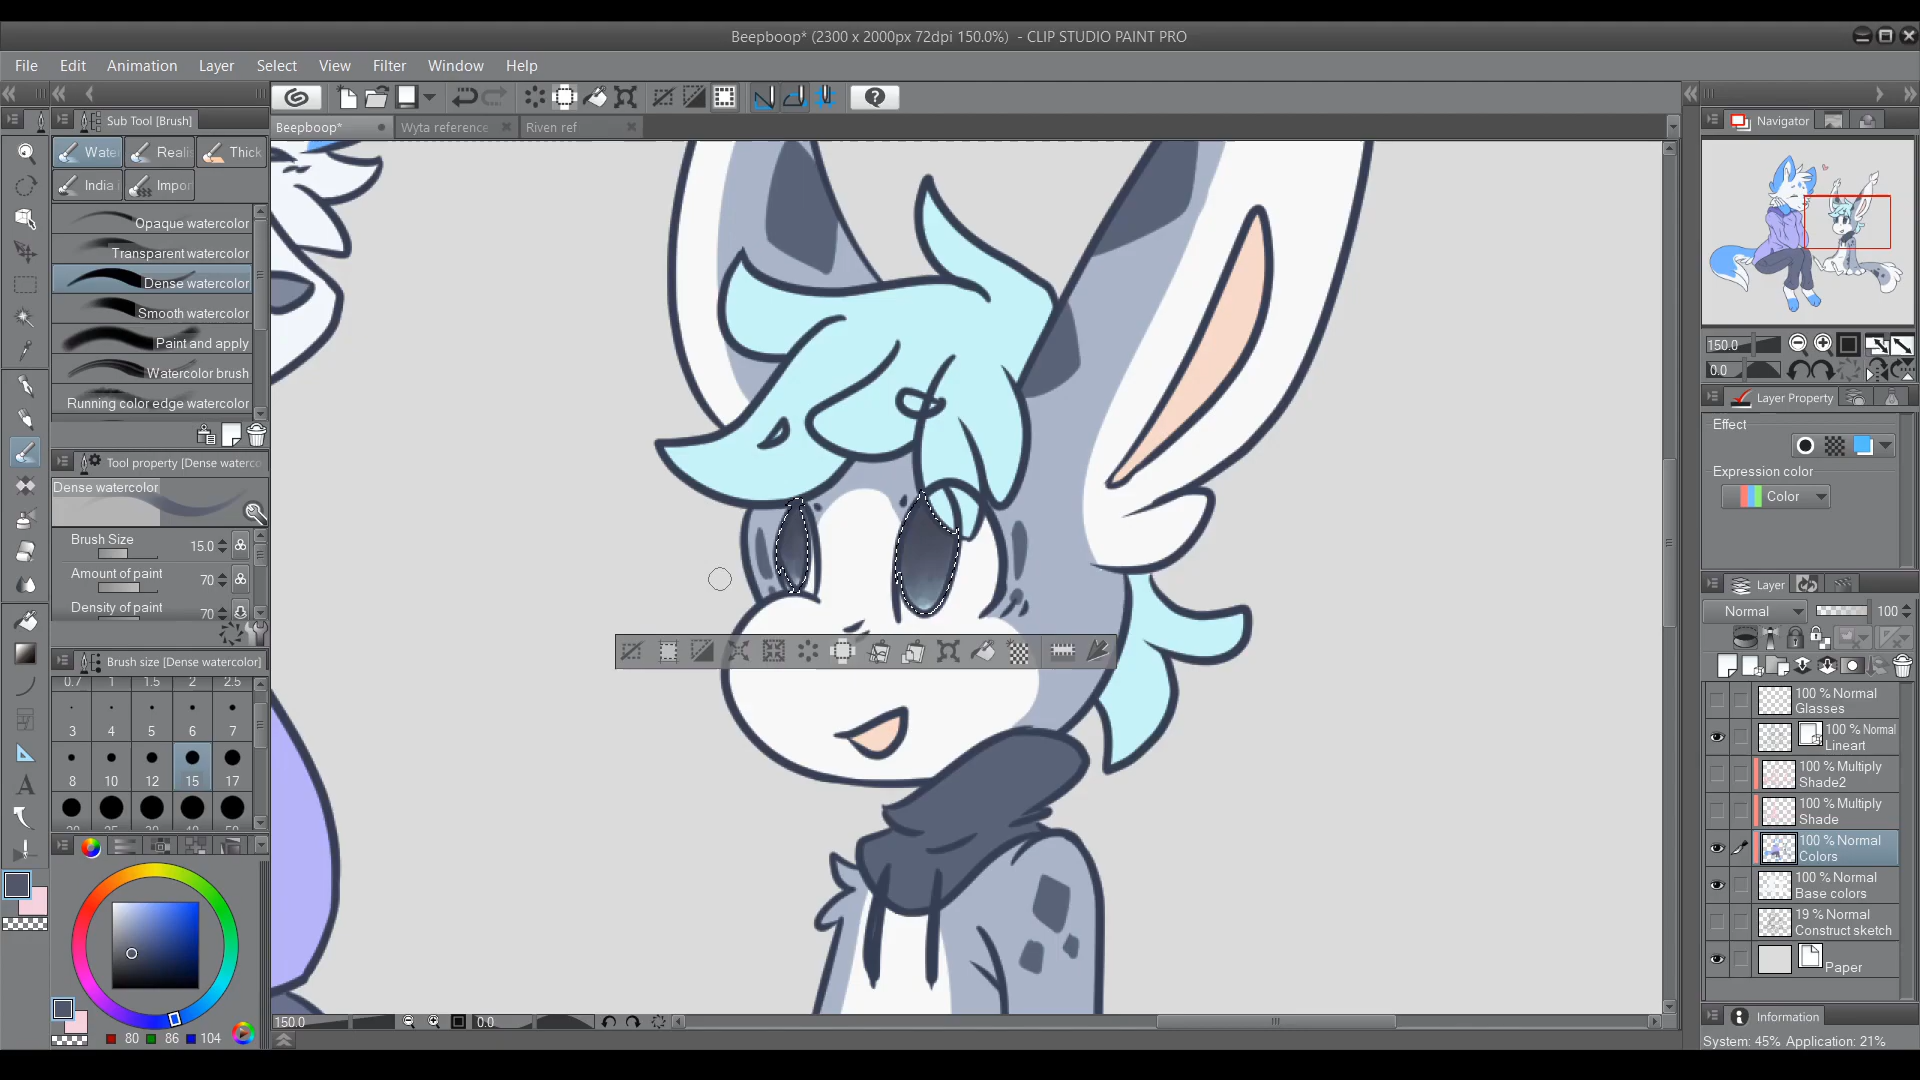 Beepboop* (2300 x 2000px 72dpi 150.0%) - CLIP STUDIO PAINT PRO
File Edit Animation Layer Select View Filter Window Help
Sub Tool [Brush]
Beepboop* Wyta reference Riven ref
Navigator
Wate Reali Thick
India Impor
Opaque watercolor
Transparent watercolor
Dense watercolor
Smooth watercolor
Paint and apply
Watercolor brush
Running color edge watercolor
Tool property [Dense waterco
Dense watercolor
Brush Size 15.0
Amount of paint 70
Density of paint 70
Brush size [Dense watercolor]
0.7 1 1.5 2 2.5
3 4 5 6 7
8 10 12 15 17
80 86 104
150.0 0.0
150.0
0.0
Layer Property
Effect
Expression color
Color
Layer
Normal 100
100 % Normal
Glasses
100 % Normal
Lineart
100 % Multiply
Shade2
100 % Multiply
Shade
100 % Normal
Colors
100 % Normal
Base colors
19 % Normal
Construct sketch
Paper
Information
System: 45% Application: 21%